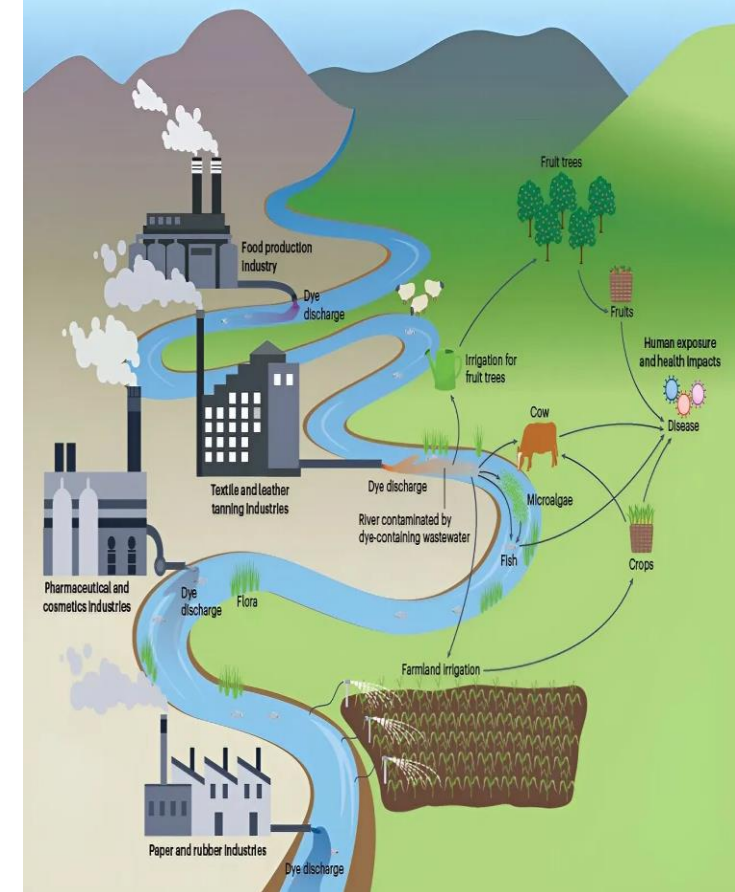 Fruit trees
Food production
industry
Dye
discharge
Fruits
Human exposure
and health impacts
Irrigation for
fruit trees
Disease
Cow
Textile and leather
tanning industries
Dye discharge
Microalgae
River contaminated by
dye-containing wastewater
Fish
Crops
Pharmaceutical and
cosmetics industries
Dye
discharge
Flora
Farmland irrigation
Paper and rubber industries
Dye discharge